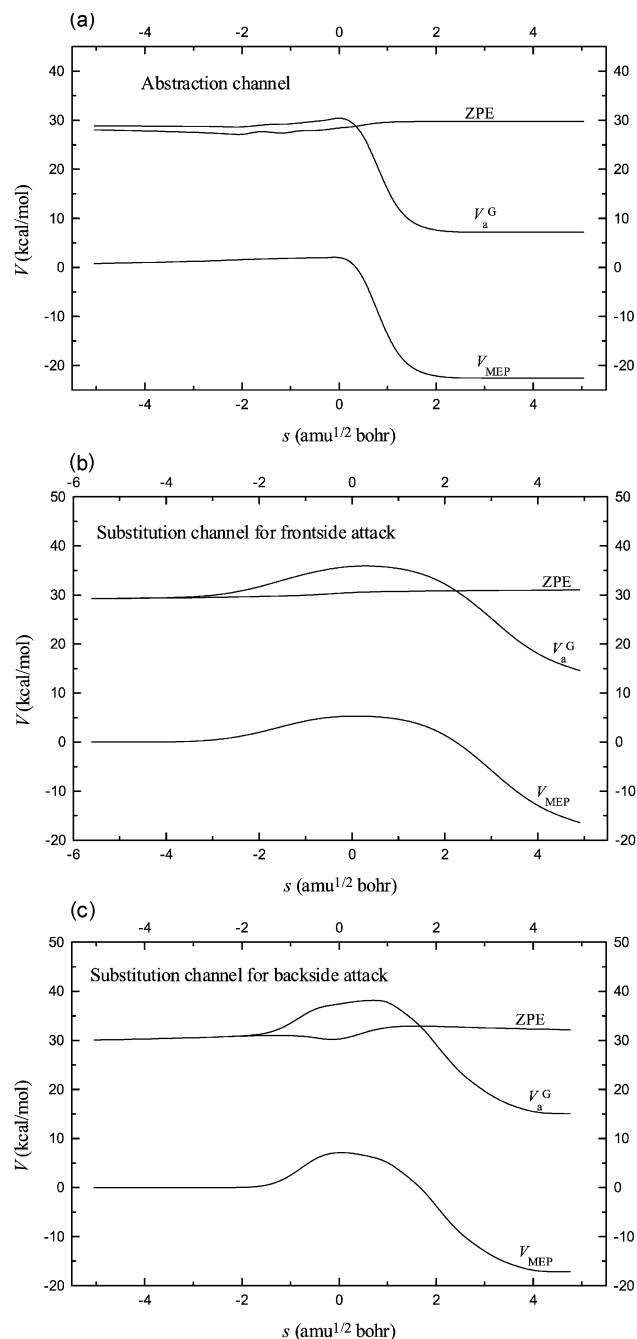 (a)
-4 -2 0 2 4
40 Abstraction channel 40
30 ZPE 30
20 20
V (kcal/mol)
10 V_a^G 10
0 0
-10 -10
-20 V_MEP -20
-4 -2 0 2 4
s (amu^1/2 bohr)
(b)
-6 -4 -2 0 2 4
50 50
Substitution channel for frontside attack
40 40
30 ZPE 30
20 V_a^G 20
V (kcal/mol)
10 10
0 0
-10 V_MEP -10
-20 -20
-6 -4 -2 0 2 4
s (amu^1/2 bohr)
(c)
-4 -2 0 2 4
50 50
Substitution channel for backside attack
40 40
30 ZPE 30
20 20
V (kcal/mol)
V_a^G
10 10
0 0
-10 -10
V_MEP
-20 -20
-4 -2 0 2 4
s (amu^1/2 bohr)